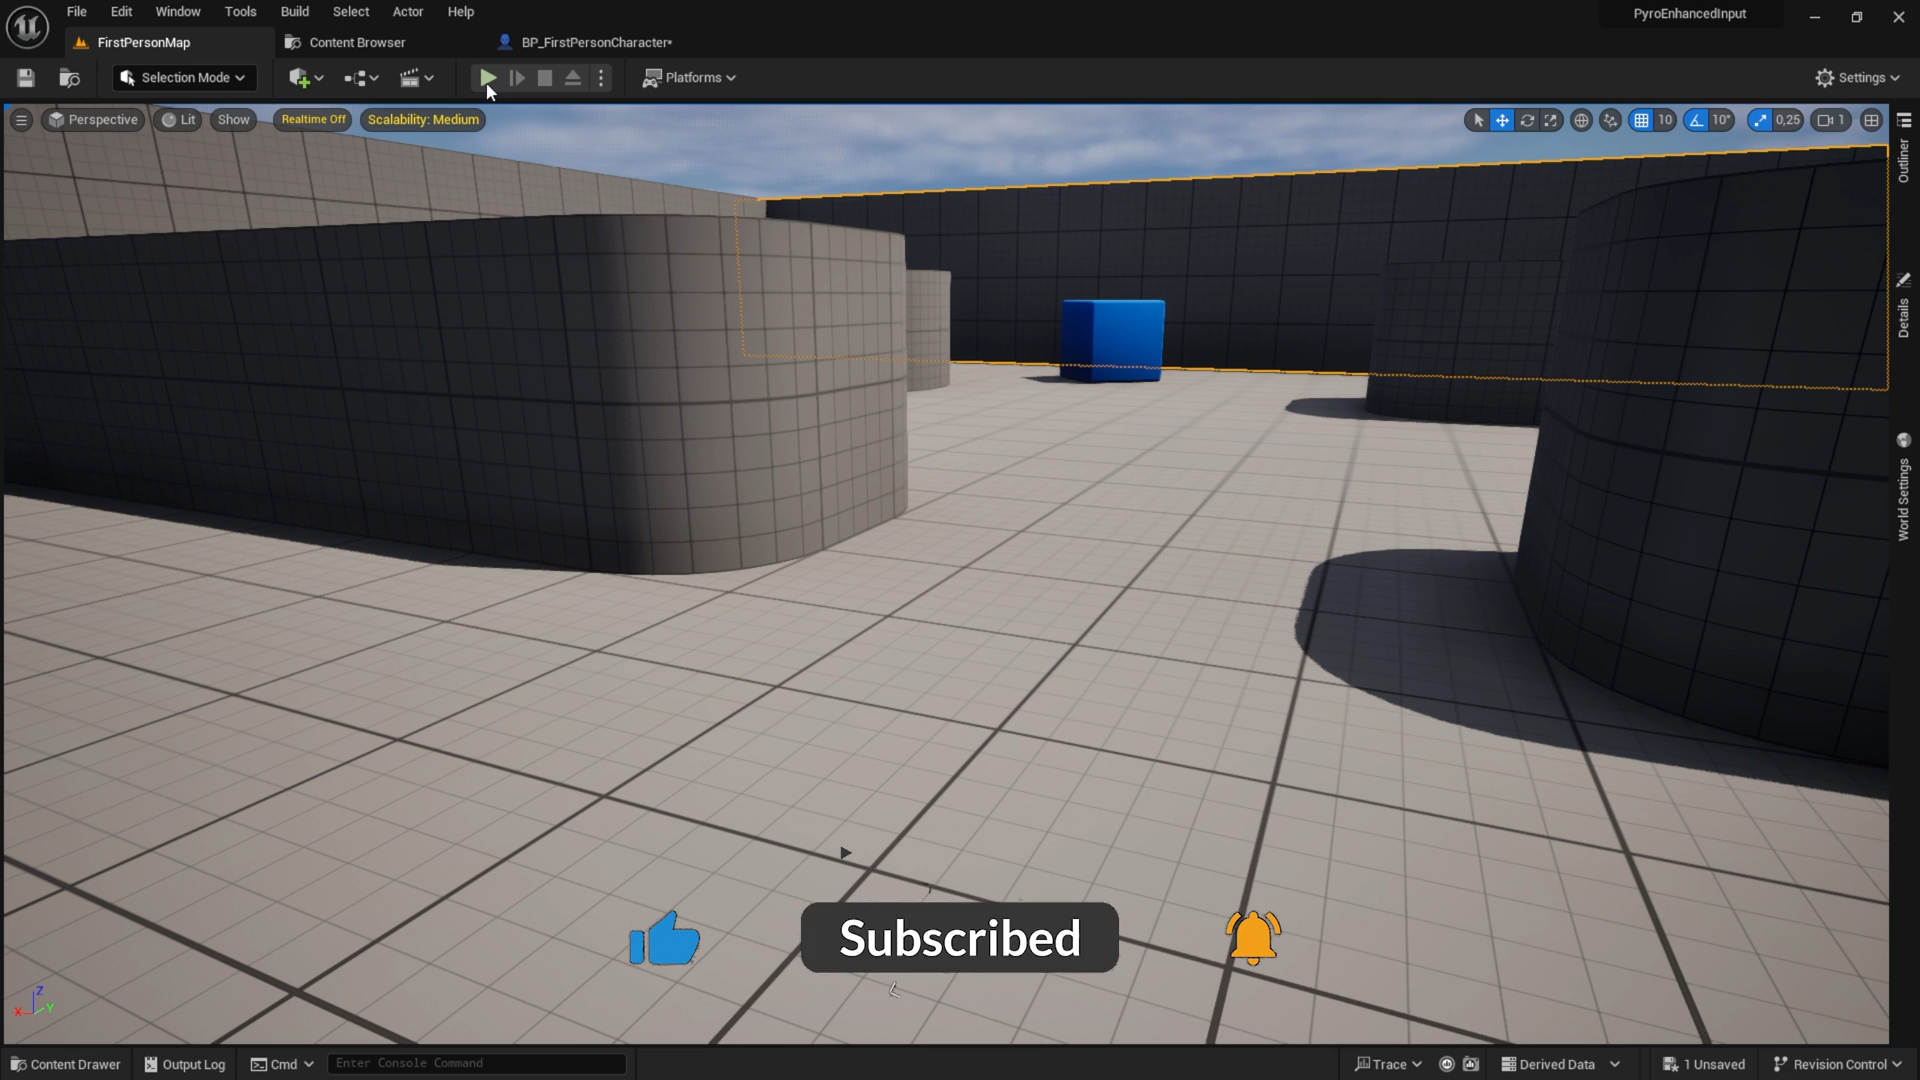 File Edit Window Tools Build Select Actor Help
PyroEnhancedInput
FirstPersonMap
Content Browser
BP_FirstPersonCharacter*
Selection Mode
Platforms
Settings
Perspective
Lit
Show
Realtime Off
Scalability: Medium
10
10°
0,25
1
Outliner
Details
World Settings
Subscribed
Z
X
Y
Content Drawer
Output Log
Cmd
Enter Console Command
Trace
Derived Data
1 Unsaved
Revision Control